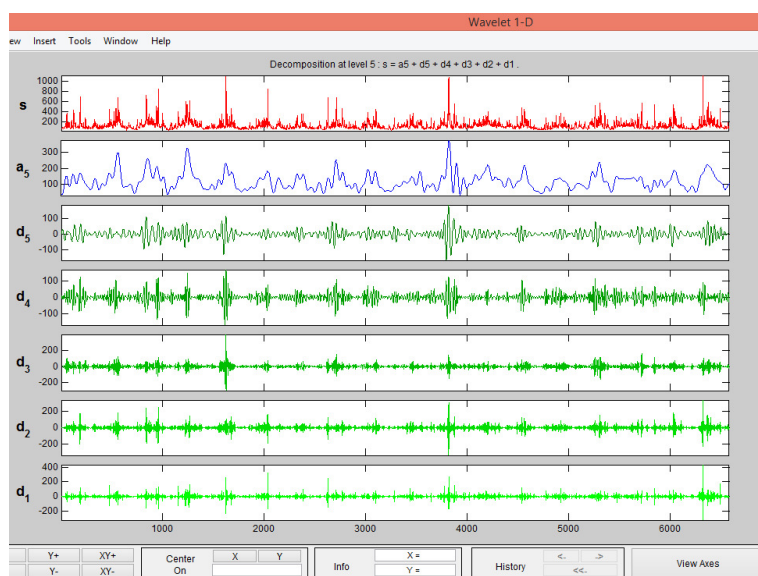 Wavelet 1-D
ew Insert Tools Window Help
Decomposition at level 5 : s = a5 + d5 + d4 + d3 + d2 + d1 .
s
1000
800
600
400
200
a5
300
200
100
d5
100
0
-100
d4
100
0
-100
d3
200
0
-200
d2
200
0
-200
d1
400
200
0
-200
1000 2000 3000 4000 5000 6000
Y+ XY+ Center X Y X = <- -> View Axes
Y- XY- On Info Y = History <<-